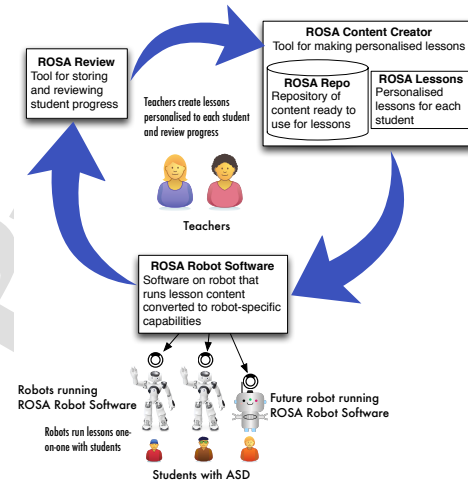 ROSA Content Creator
Tool for making personalised lessons
ROSA Repo
Repository of
content ready to
use for lessons
ROSA Lessons
Personalised
lessons for each
student
ROSA Review
Tool for storing
and reviewing
student progress
Teachers create lessons
personalised to each student
and review progress
Teachers
ROSA Robot Software
Software on robot that
runs lesson content
converted to robot-specific
capabilities
Robots running
ROSA Robot Software
Future robot running
ROSA Robot Software
Robots run lessons one-
on-one with students
Students with ASD